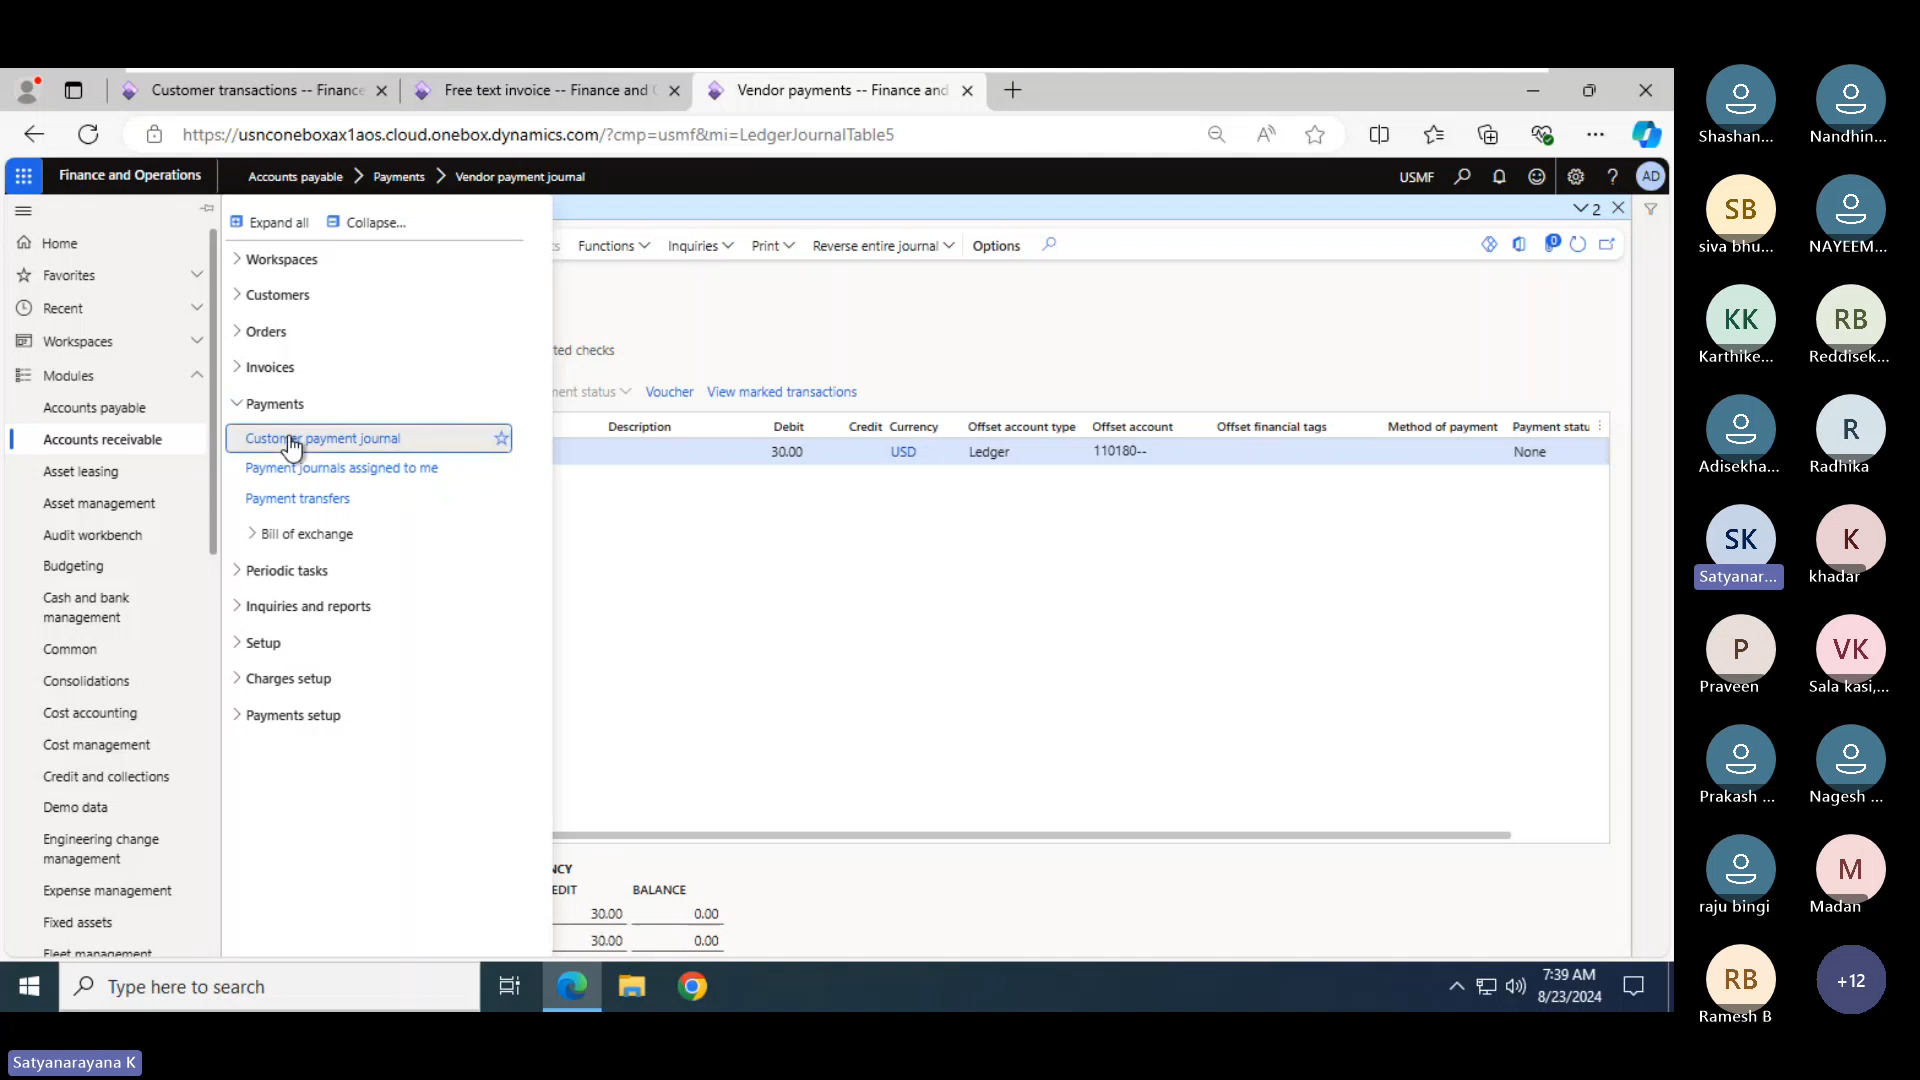 Customer transactions -- Finance
Free text invoice -- Finance and
Vendor payments -- Finance and
https://usnconeboxax1aos.cloud.onebox.dynamics.com/?cmp=usmf&mi=LedgerJournalTable5
Finance and Operations
Accounts payable > Payments > Vendor payment journal
USMF
?
AD
Expand all
Collapse...
2
Functions
Inquiries
Print
Reverse entire journal
Options
0
Home
Favorites
Recent
Workspaces
Modules
Accounts payable
Accounts receivable
Asset leasing
Asset management
Audit workbench
Budgeting
Cash and bank
management
Common
Consolidations
Cost accounting
Cost management
Credit and collections
Demo data
Engineering change
management
Expense management
Fixed assets
Fleet management
Workspaces
Customers
Orders
Invoices
Payments
Customer payment journal
Payment journals assigned to me
Payment transfers
Bill of exchange
Periodic tasks
Inquiries and reports
Setup
Charges setup
Payments setup
ted checks
ment status
Voucher
View marked transactions
Description Debit Credit Currency Offset account type Offset account Offset financial tags Method of payment Payment statu
30.00 USD Ledger 110180-- None
NCY
EDIT BALANCE
30.00 0.00
30.00 0.00
Type here to search
7:39 AM
8/23/2024
Shashan...
Nandhin...
SB
siva bhu...
NAYEEM...
KK
Karthike...
RB
Reddisek...
Adisekha...
R
Radhika
SK
Satyanar...
K
khadar
P
Praveen
VK
Sala kasi,...
Prakash ...
Nagesh ...
raju bingi
M
Madan
RB
Ramesh B
+12
Satyanarayana K